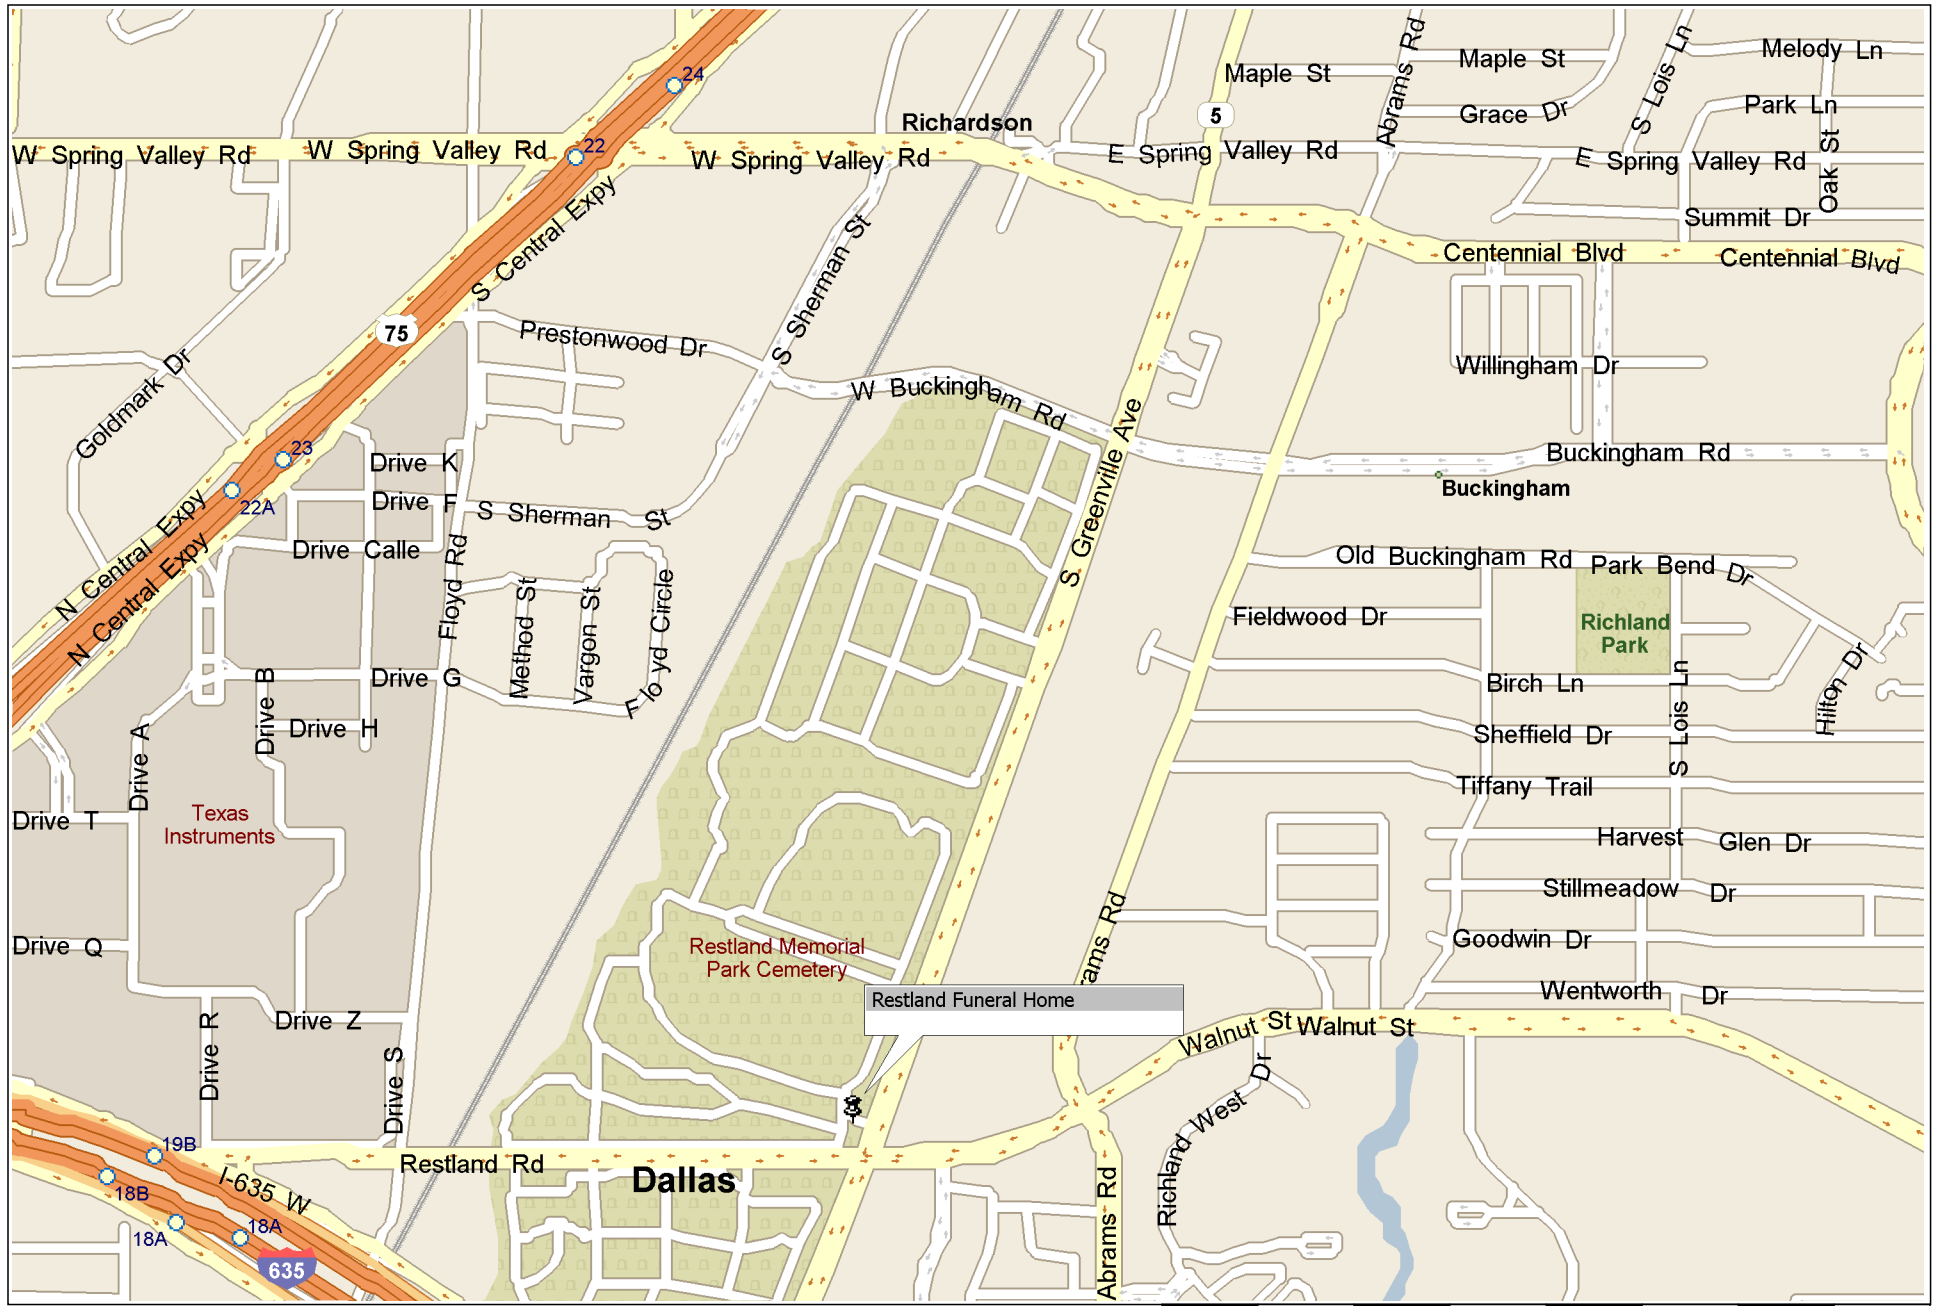 24
Maple St
Maple St
Abrams Rd
S Lois Ln
Melody Ln
Park Ln
Grace Dr
5
Richardson
22
W Spring Valley Rd
W Spring Valley Rd
W Spring Valley Rd
E Spring Valley Rd
E Spring Valley Rd
Oak St
Summit Dr
S Central Expy
S Sherman St
Centennial Blvd
Centennial Blvd
75
Prestonwood Dr
Goldmark Dr
W Buckingham Rd
Willingham Dr
23
Drive K
S Greenville Ave
Buckingham Rd
22A
Drive F
S Sherman St
Buckingham
N Central Expy
N Central Expy
Drive Calle
Floyd Rd
Old Buckingham Rd
Park Bend Dr
Method St
Vargon St
Floyd Circle
Fieldwood Dr
Richland
Park
Drive G
Drive B
Birch Ln
S Lois Ln
Hilton Dr
Drive H
Drive A
Sheffield Dr
Tiffany Trail
Drive T
Texas
Instruments
Harvest Glen Dr
Stillmeadow Dr
Drive Q
Restland Memorial
Park Cemetery
rams Rd
Goodwin Dr
Restland Funeral Home
Wentworth Dr
Drive R
Drive Z
Walnut St
Walnut St
Drive S
Richland West Dr
19B
18B
I-635 W
Restland Rd
Dallas
Abrams Rd
18A
18A
635